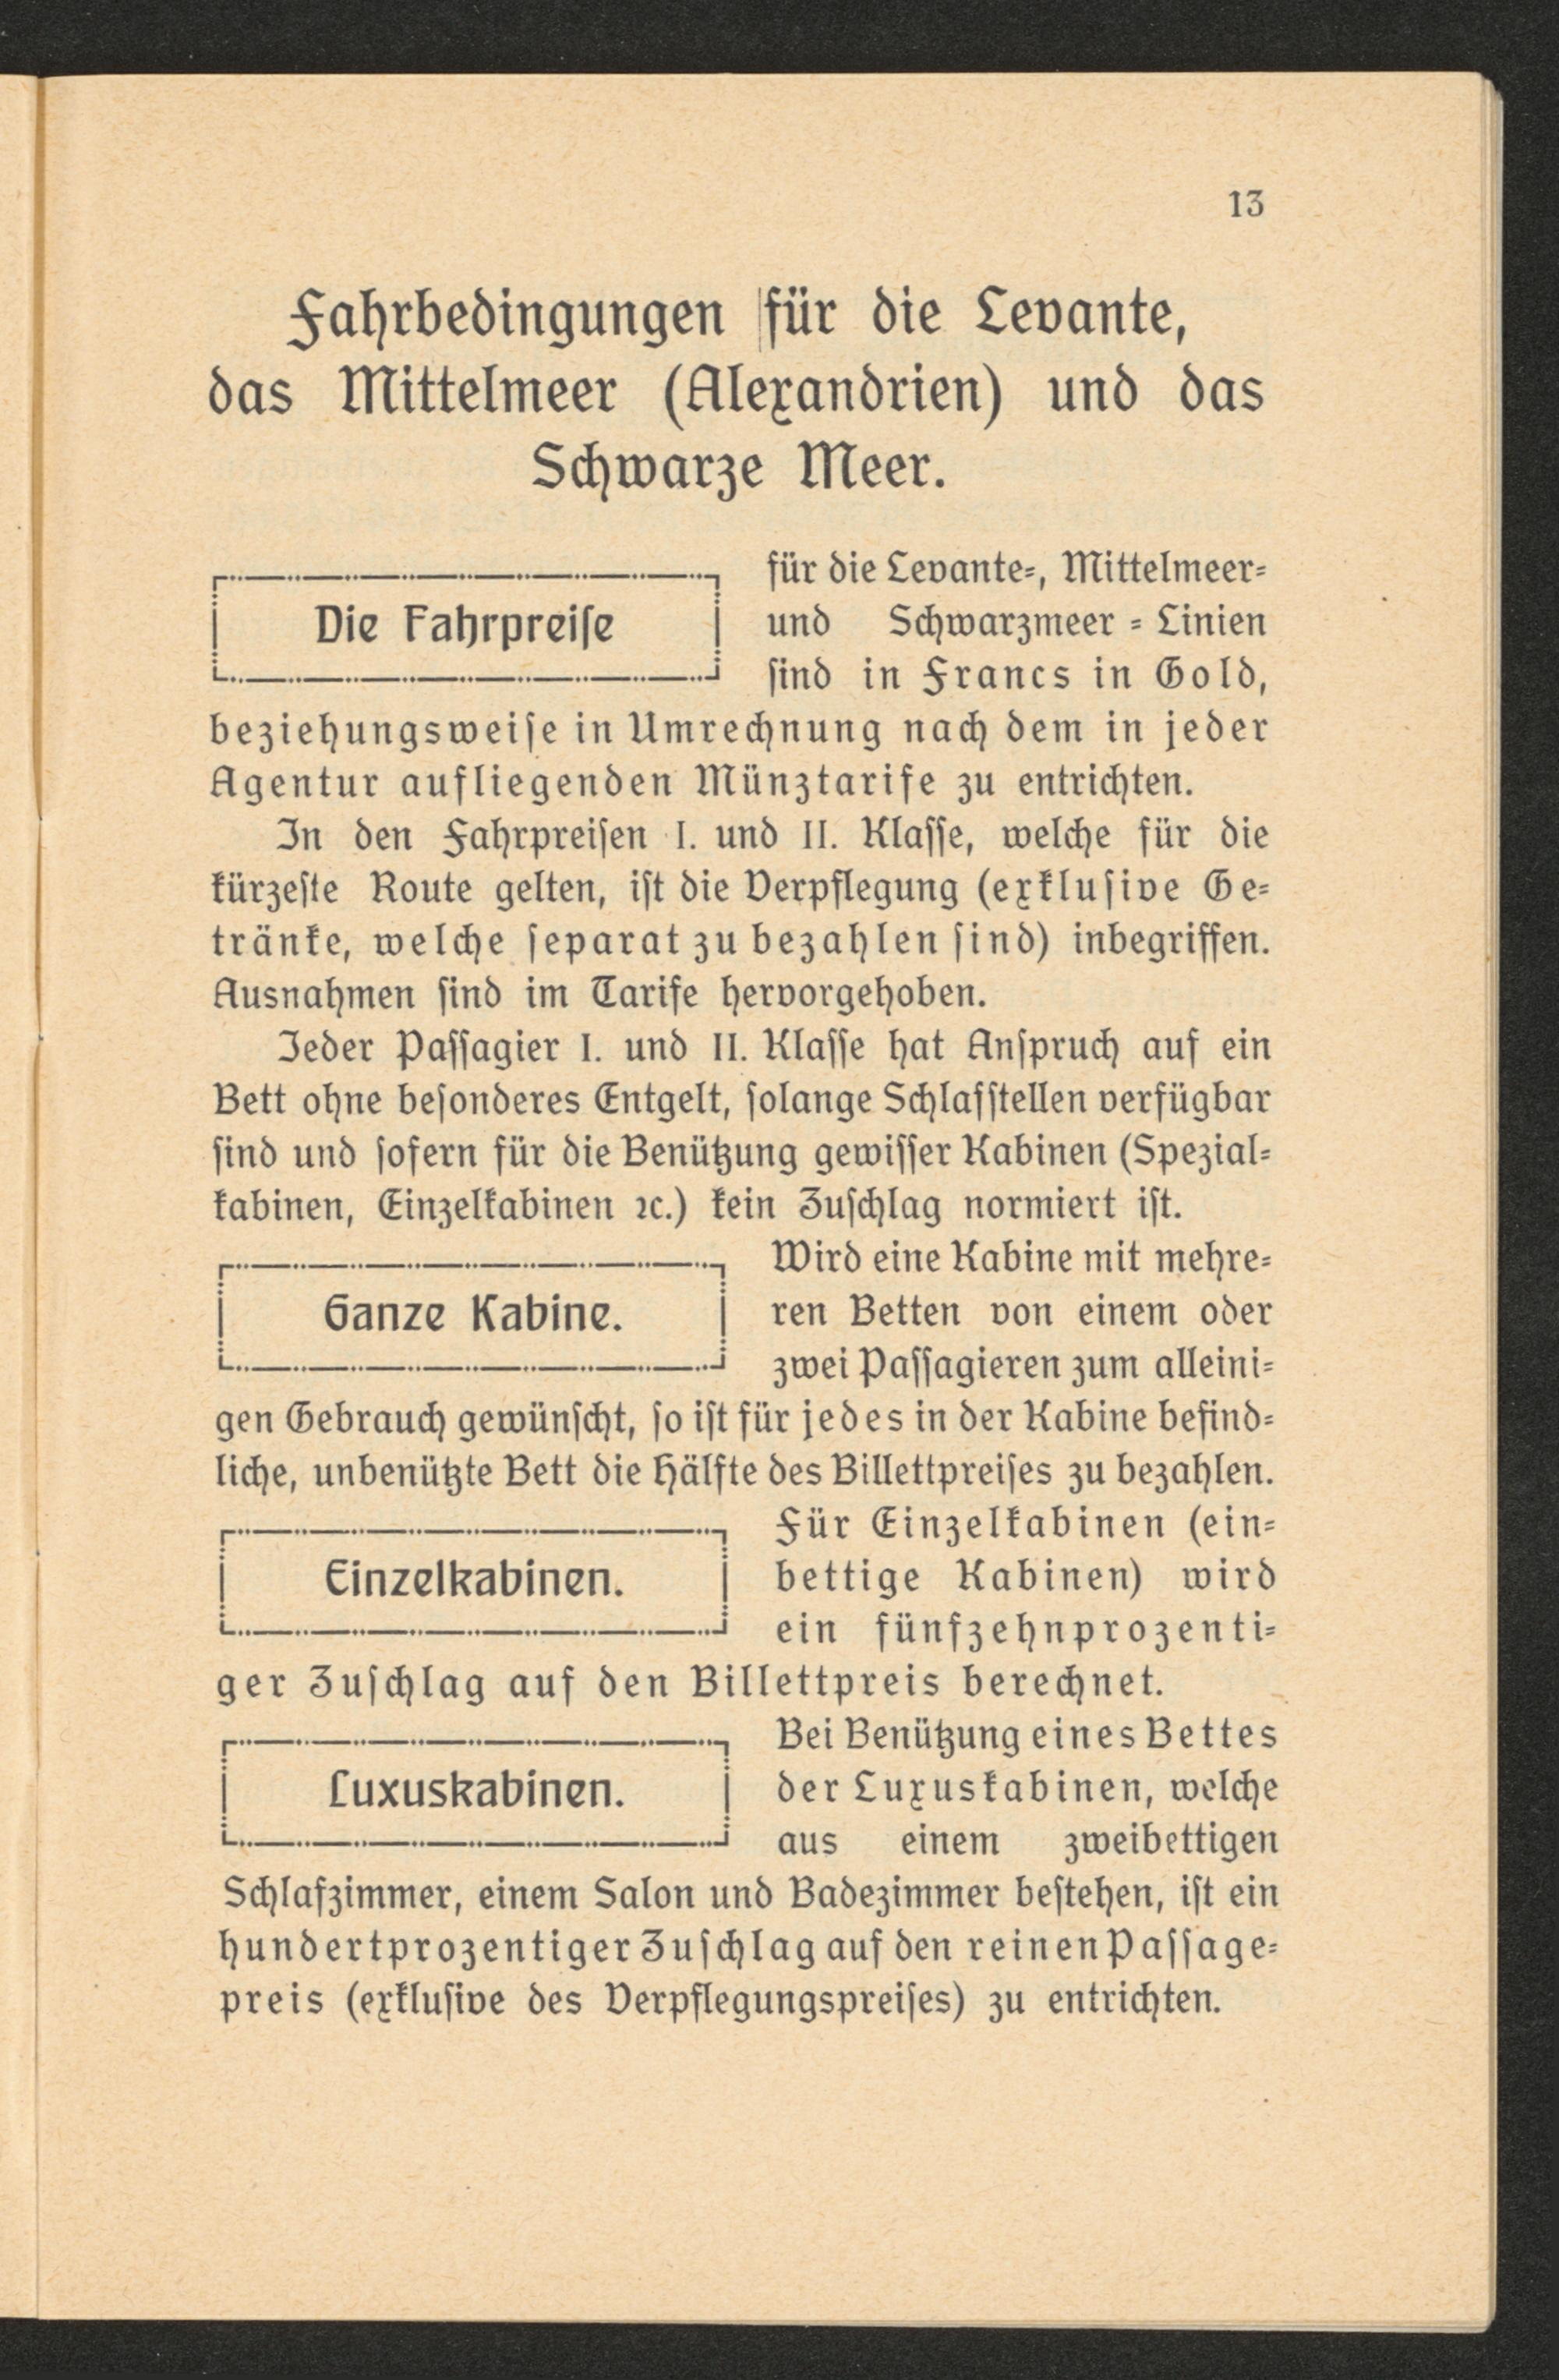 13
Fahrbedingungen für die Levante,
das Mittelmeer (Alexandrien) und das
Schwarze Meer.
Die Fahrpreise
für die Levante-, Mittelmeer-
und Schwarzmeer-Linien
sind in Francs in Gold,
beziehungsweise in Umrechnung nach dem in jeder
Agentur aufliegenden Münztarife zu entrichten.
In den Fahrpreisen I. und II. Klasse, welche für die
kürzeste Route gelten, ist die Verpflegung (exklusive Ge-
tränke, welche separat zu bezahlen sind) inbegriffen.
Ausnahmen sind im Tarife hervorgehoben.
Jeder Passagier I. und II. Klasse hat Anspruch auf ein
Bett ohne besonderes Entgelt, solange Schlafstellen verfügbar
sind und sofern für die Benützung gewisser Kabinen (Spezial-
kabinen, Einzelkabinen ꝛc.) kein Zuschlag normiert ist.
Ganze Kabine.
Wird eine Kabine mit mehre-
ren Betten von einem oder
zwei Passagieren zum alleini-
gen Gebrauch gewünscht, so ist für jedes in der Kabine befind-
liche, unbenützte Bett die Hälfte des Billettpreises zu bezahlen.
Einzelkabinen.
Für Einzelkabinen (ein-
bettige Kabinen) wird
ein fünfzehnprozenti-
ger Zuschlag auf den Billettpreis berechnet.
Luxuskabinen.
Bei Benützung eines Bettes
der Luxuskabinen, welche
aus einem zweibettigen
Schlafzimmer, einem Salon und Badezimmer bestehen, ist ein
hundertprozentiger Zuschlag auf den reinen Passage-
preis (exklusive des Verpflegungspreises) zu entrichten.